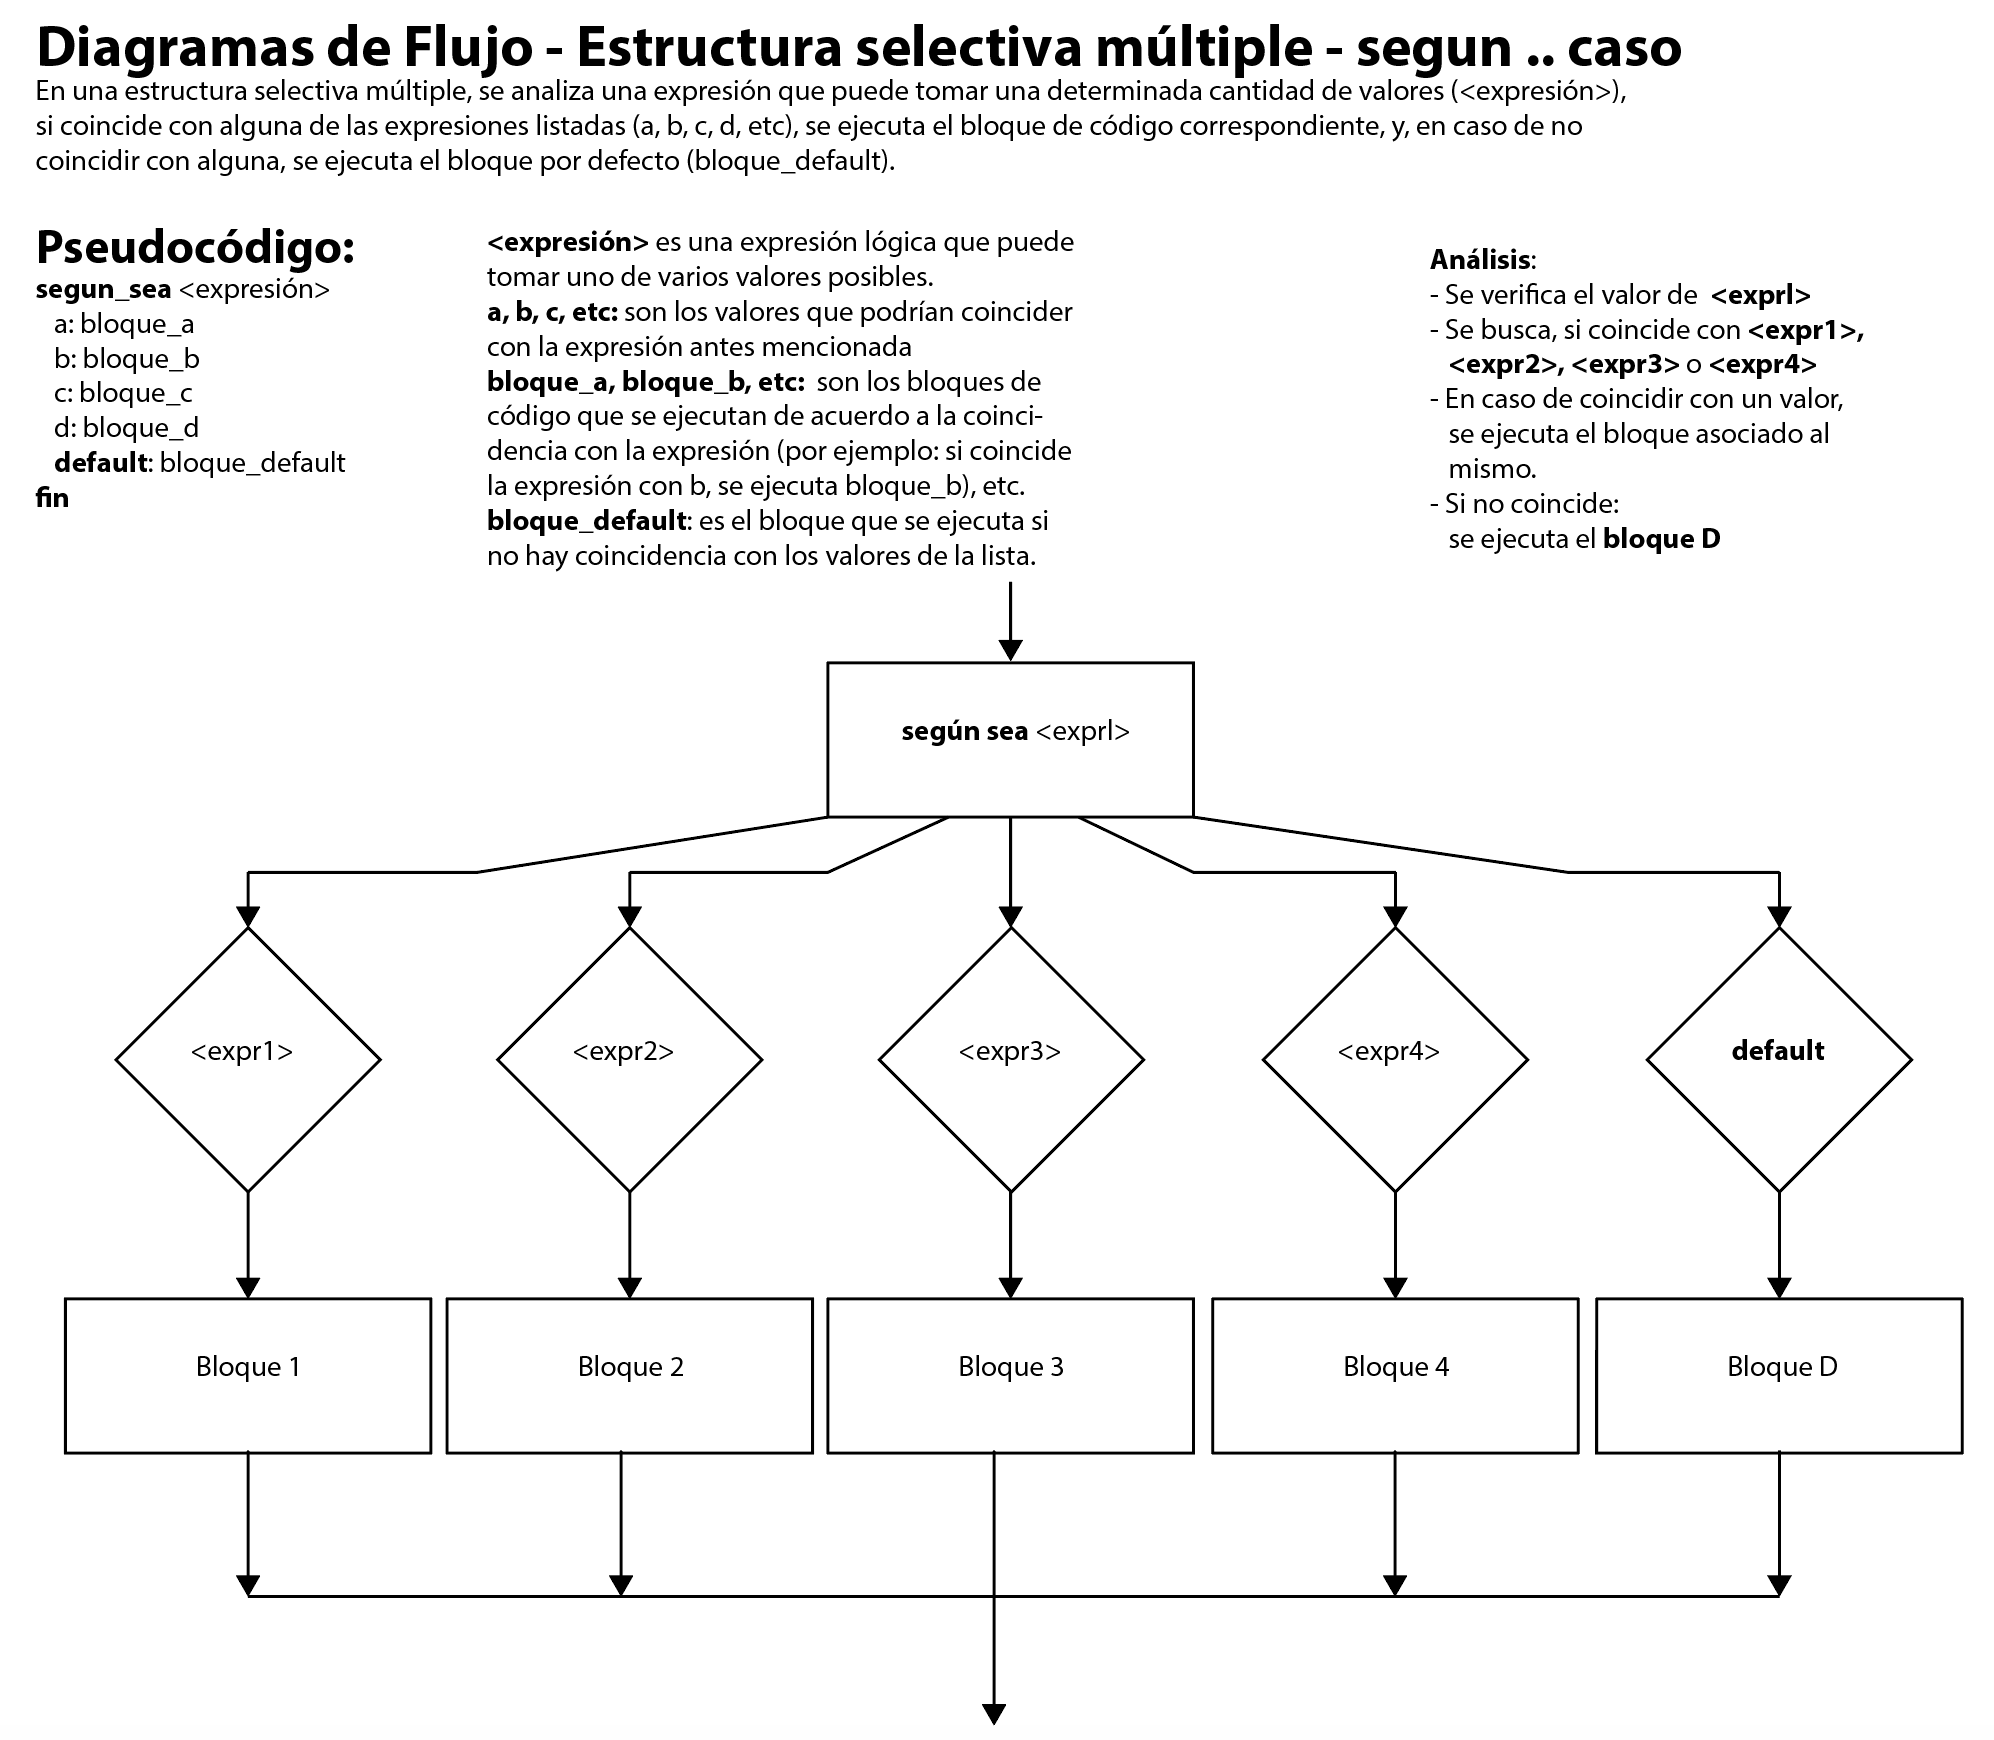 Diagramas de Flujo - Estructura selectiva múltiple - segun .. caso
En una estructura selectiva múltiple, se analiza una expresión que puede tomar una determinada cantidad de valores (<expresión>),
si coincide con alguna de las expresiones listadas (a, b, c, d, etc), se ejecuta el bloque de código correspondiente, y, en caso de no
coincidir con alguna, se ejecuta el bloque por defecto (bloque_default).
Pseudocódigo:
segun_sea <expresión>
a: bloque_a
b: bloque_b
c: bloque_c
d: bloque_d
default: bloque_default
fin
<expresión> es una expresión lógica que puede
tomar uno de varios valores posibles.
a, b, c, etc: son los valores que podrían coincider
con la expresión antes mencionada
bloque_a, bloque_b, etc: son los bloques de
código que se ejecutan de acuerdo a la coinci-
dencia con la expresión (por ejemplo: si coincide
la expresión con b, se ejecuta bloque_b), etc.
bloque_default: es el bloque que se ejecuta si
no hay coincidencia con los valores de la lista.
Análisis:
- Se verifica el valor de <exprl>
- Se busca, si coincide con <expr1>,
<expr2>, <expr3> o <expr4>
- En caso de coincidir con un valor,
se ejecuta el bloque asociado al
mismo.
- Si no coincide:
se ejecuta el bloque D
según sea <exprl>
<expr1>
<expr2>
<expr3>
<expr4>
default
Bloque 1
Bloque 2
Bloque 3
Bloque 4
Bloque D